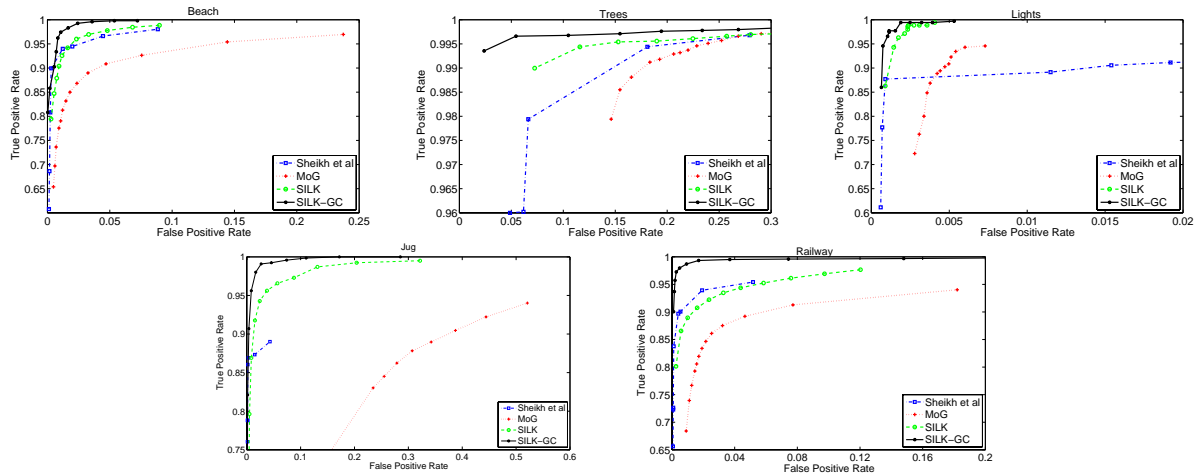 Beach
1
0.95
0.9
0.85
0.8
0.75
0.7
0.65
True Positive Rate
0 0.05 0.1 0.15 0.2 0.25
False Positive Rate
Sheikh et al
MoG
SILK
SILK-GC
Trees
1
0.995
0.99
0.985
0.98
0.975
0.97
0.965
0.96
True Positive Rate
0 0.05 0.1 0.15 0.2 0.25 0.3
False Positive Rate
Sheikh et al
MoG
SILK
SILK-GC
Lights
1
0.95
0.9
0.85
0.8
0.75
0.7
0.65
0.6
True Positive Rate
0 0.005 0.01 0.015 0.02
False Positive Rate
Sheikh et al
MoG
SILK
SILK-GC
Jug
1
0.95
0.9
0.85
0.8
0.75
True Positive Rate
0 0.1 0.2 0.3 0.4 0.5 0.6
False Positive Rate
Sheikh et al
MoG
SILK
SILK-GC
Railway
1
0.95
0.9
0.85
0.8
0.75
0.7
0.65
True Positive Rate
0 0.04 0.08 0.12 0.16 0.2
False Positive Rate
Sheikh et al
MoG
SILK
SILK-GC